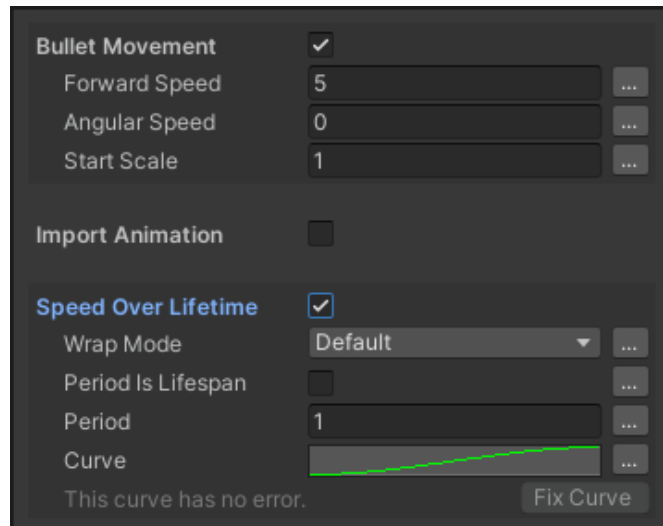 Bullet Movement
Forward Speed 5 ...
Angular Speed 0 ...
Start Scale 1 ...
Import Animation
Speed Over Lifetime
Wrap Mode Default ...
Period Is Lifespan ...
Period 1 ...
Curve ...
This curve has no error. Fix Curve